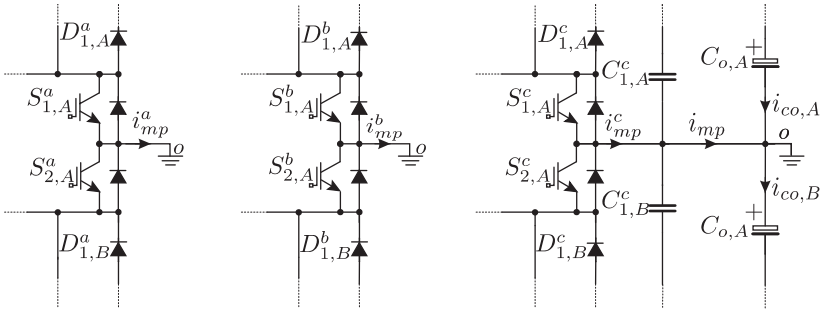 D^a_{1,A}
S^a_{1,A}
i^a_{mp}
o
S^a_{2,A}
D^a_{1,B}
D^b_{1,A}
S^b_{1,A}
i^b_{mp}
o
S^b_{2,A}
D^b_{1,B}
D^c_{1,A}
C^c_{1,A}
S^c_{1,A}
i^c_{mp}
i_{mp}
S^c_{2,A}
C^c_{1,B}
D^c_{1,B}
+
C_{o,A}
i_{co,A}
o
i_{co,B}
+
C_{o,A}